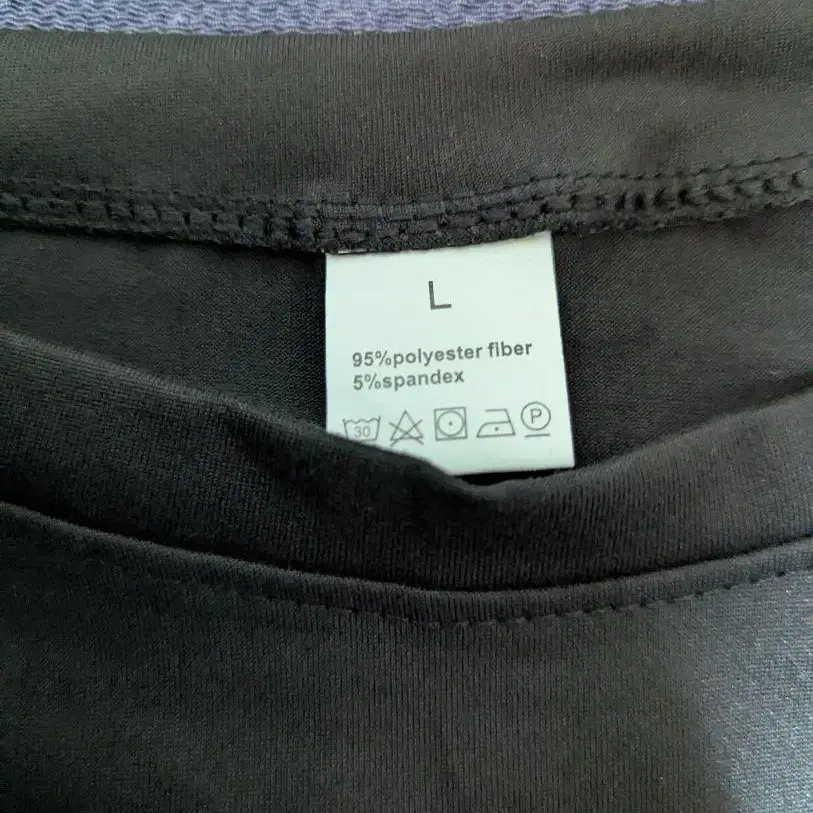 L
95%polyester fiber
5%spandex
30 P